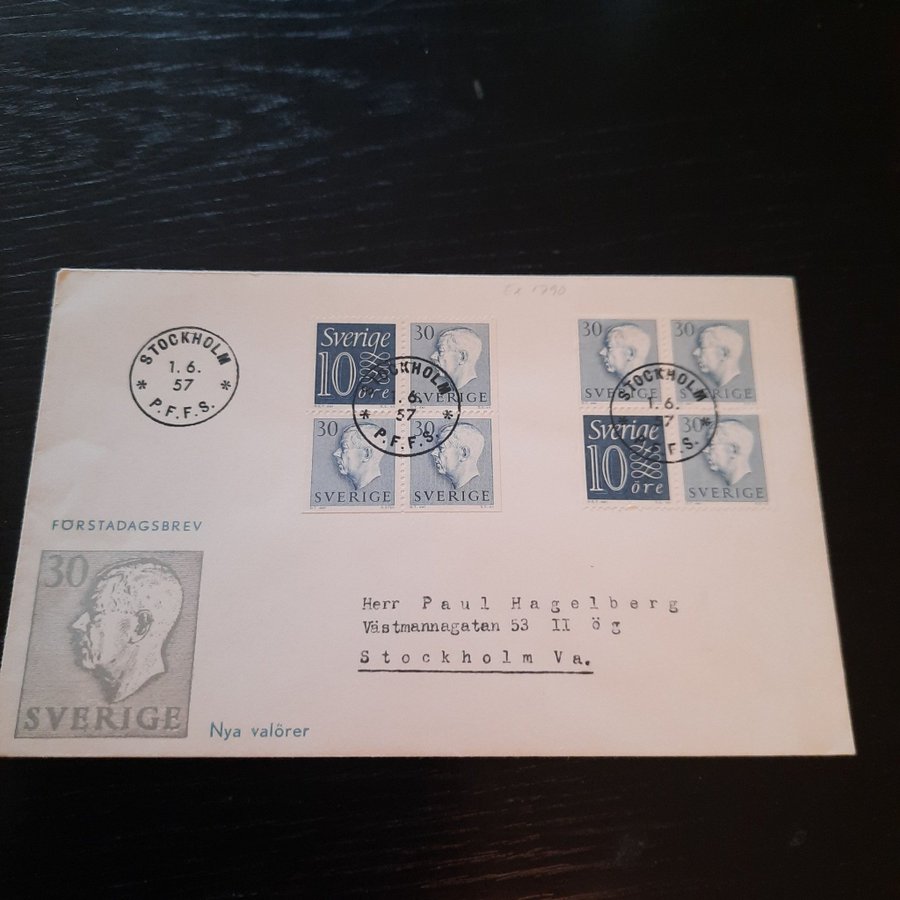 Ex 1790
STOCKHOLM
1.6.
57
* P.F.F.S. *
Sverige
10
öre
30
30
SVERIGE
30
SVERIGE
STOCKHOLM
1.6.
57
* P.F.F.S. *
30
SVERIGE
30
SVERIGE
Sverige
10
öre
30
SVERIGE
STOCKHOLM
1.6.
57
P.F.F.S.
FÖRSTADAGSBREV
30
SVERIGE
Nya valörer
Herr Paul Hagelberg
Västmannagatan 53 II ög
Stockholm Va.